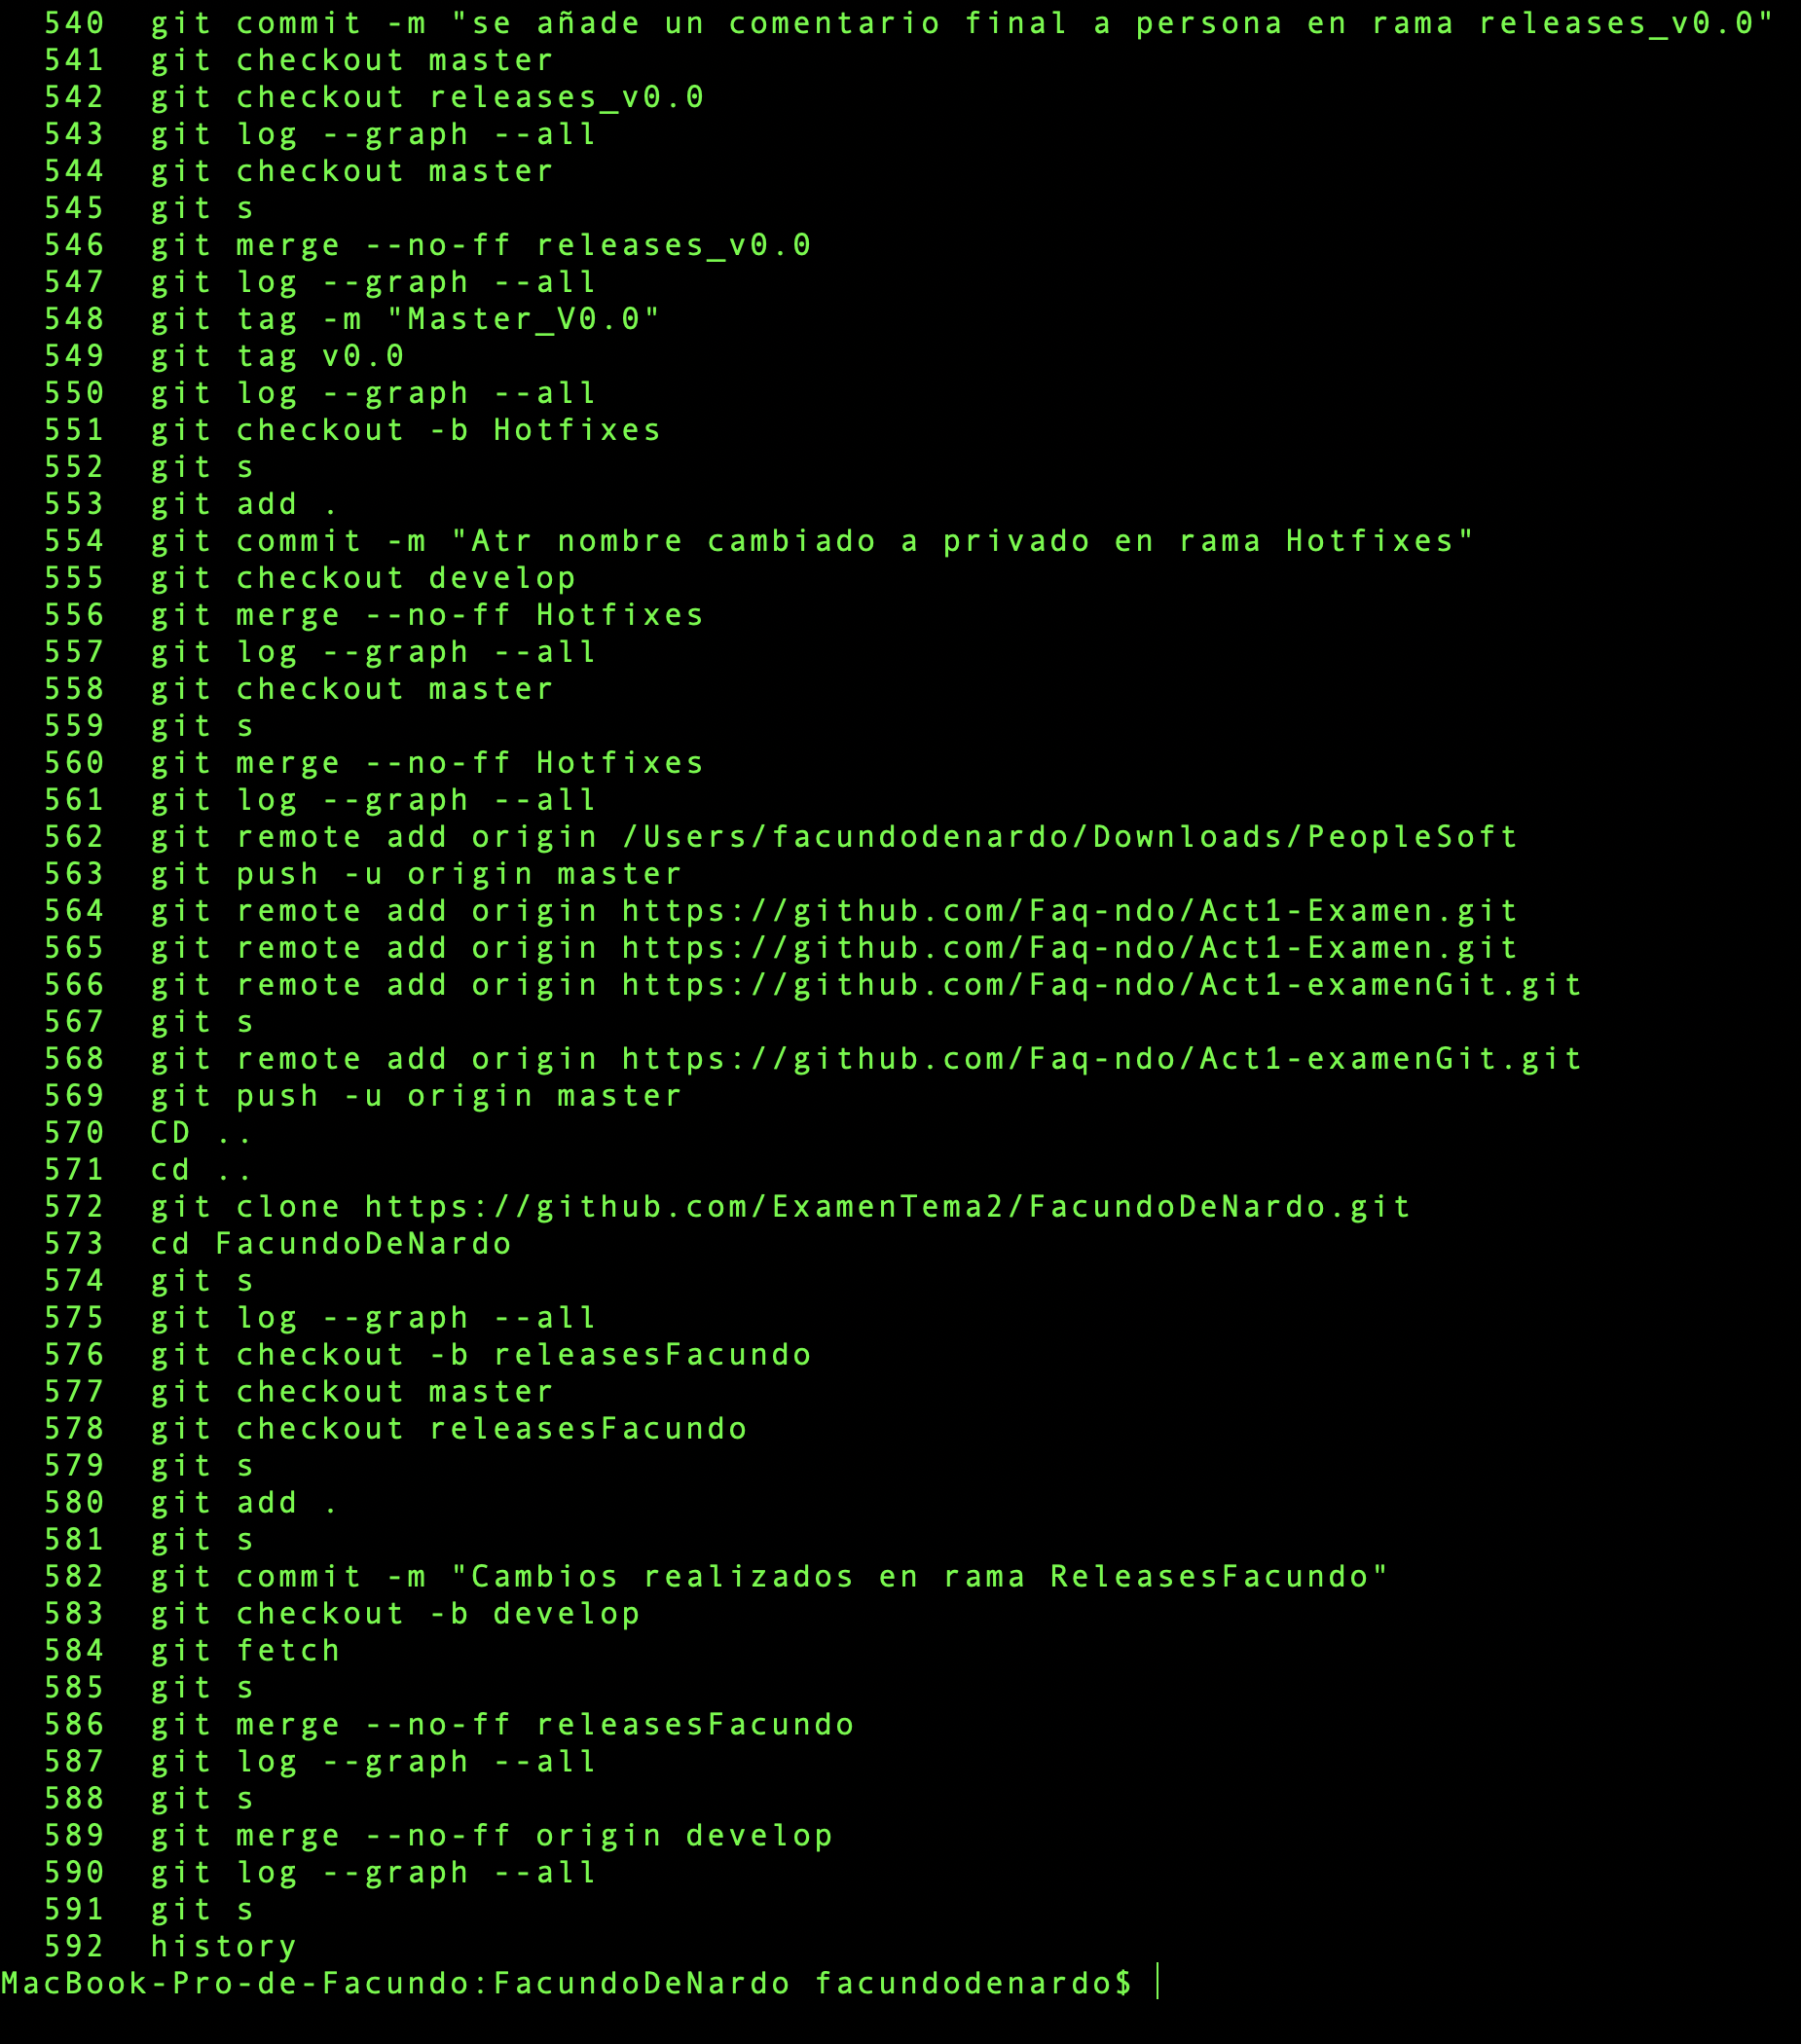 540 git commit -m "se añade un comentario final a persona en rama releases_v0.0"
541 git checkout master
542 git checkout releases_v0.0
543 git log --graph --all
544 git checkout master
545 git s
546 git merge --no-ff releases_v0.0
547 git log --graph --all
548 git tag -m "Master_V0.0"
549 git tag v0.0
550 git log --graph --all
551 git checkout -b Hotfixes
552 git s
553 git add .
554 git commit -m "Atr nombre cambiado a privado en rama Hotfixes"
555 git checkout develop
556 git merge --no-ff Hotfixes
557 git log --graph --all
558 git checkout master
559 git s
560 git merge --no-ff Hotfixes
561 git log --graph --all
562 git remote add origin /Users/facundodenardo/Downloads/PeopleSoft
563 git push -u origin master
564 git remote add origin https://github.com/Faq-ndo/Act1-Examen.git
565 git remote add origin https://github.com/Faq-ndo/Act1-Examen.git
566 git remote add origin https://github.com/Faq-ndo/Act1-examenGit.git
567 git s
568 git remote add origin https://github.com/Faq-ndo/Act1-examenGit.git
569 git push -u origin master
570 CD ..
571 cd ..
572 git clone https://github.com/ExamenTema2/FacundoDeNardo.git
573 cd FacundoDeNardo
574 git s
575 git log --graph --all
576 git checkout -b releasesFacundo
577 git checkout master
578 git checkout releasesFacundo
579 git s
580 git add .
581 git s
582 git commit -m "Cambios realizados en rama ReleasesFacundo"
583 git checkout -b develop
584 git fetch
585 git s
586 git merge --no-ff releasesFacundo
587 git log --graph --all
588 git s
589 git merge --no-ff origin develop
590 git log --graph --all
591 git s
592 history
MacBook-Pro-de-Facundo:FacundoDeNardo facundodenardo$